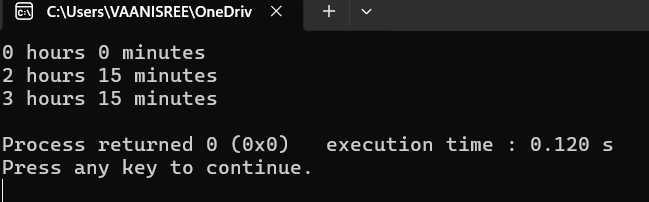 C:\Users\VAANISREE\OneDriv
0 hours 0 minutes
2 hours 15 minutes
3 hours 15 minutes
Process returned 0 (0x0)   execution time : 0.120 s
Press any key to continue.